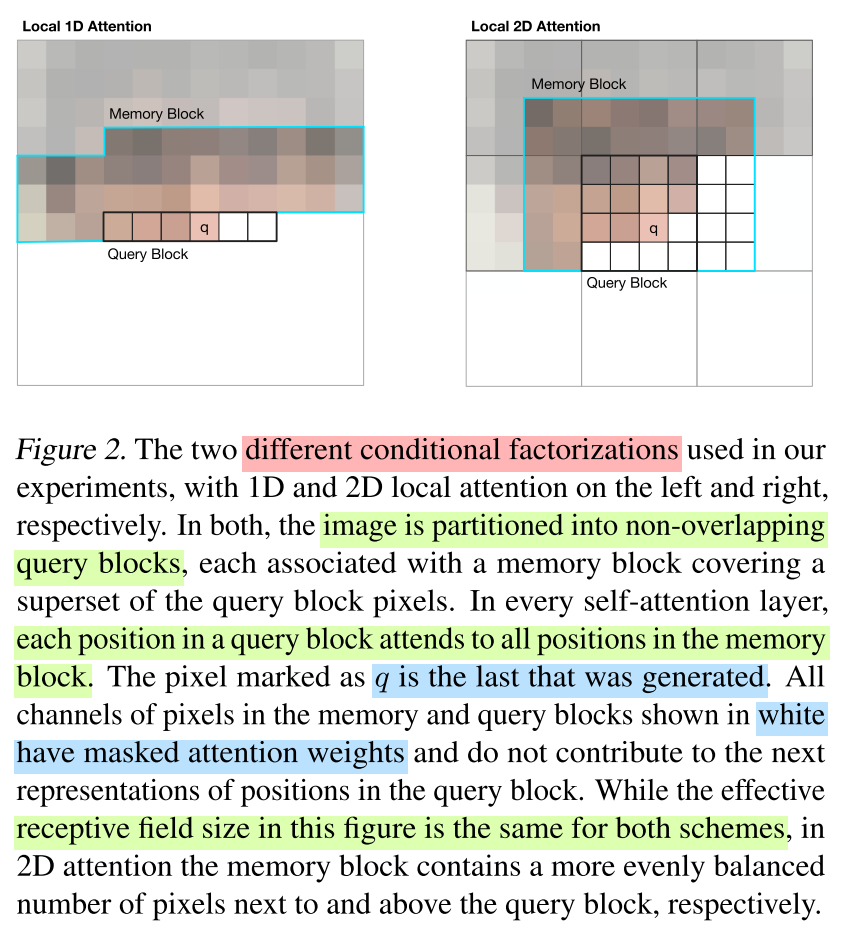 Local 1D Attention
Memory Block
q
Query Block
Local 2D Attention
Memory Block
q
Query Block
Figure 2. The two different conditional factorizations used in our
experiments, with 1D and 2D local attention on the left and right,
respectively. In both, the image is partitioned into non-overlapping
query blocks, each associated with a memory block covering a
superset of the query block pixels. In every self-attention layer,
each position in a query block attends to all positions in the memory
block. The pixel marked as q is the last that was generated. All
channels of pixels in the memory and query blocks shown in white
have masked attention weights and do not contribute to the next
representations of positions in the query block. While the effective
receptive field size in this figure is the same for both schemes, in
2D attention the memory block contains a more evenly balanced
number of pixels next to and above the query block, respectively.